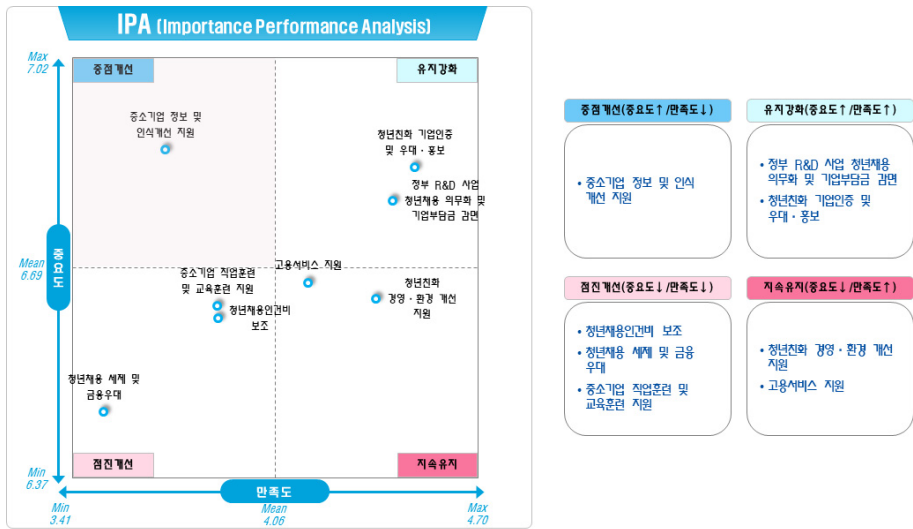 IPA (Importance Performance Analysis)
Max
7.02
중점개선
유지강화
중소기업 정보 및
인식개선 지원
청년친화 기업인증
및 우대·홍보
정부 R&D 사업
청년채용 의무화 및
기업부담금 감면
Mean
6.69
중요도
중소기업 직업훈련
및 교육훈련 지원
고용서비스 지원
청년친화
경영·환경 개선
지원
청년채용인건비
보조
청년채용 세제 및
금융우대
점진개선
지속유지
Min
6.37
만족도
Min
3.41
Mean
4.06
Max
4.70
중점개선(중요도↑/만족도↓)
• 중소기업 정보 및 인식
개선 지원
유지강화(중요도↑/만족도↑)
• 정부 R&D 사업 청년채용
의무화 및 기업부담금 감면
• 청년친화 기업인증 및
우대·홍보
점진개선(중요도↓/만족도↓)
• 청년채용인건비 보조
• 청년채용 세제 및 금융
우대
• 중소기업 직업훈련 및
교육훈련 지원
지속유지(중요도↓/만족도↑)
• 청년친화 경영·환경 개선
지원
• 고용서비스 지원